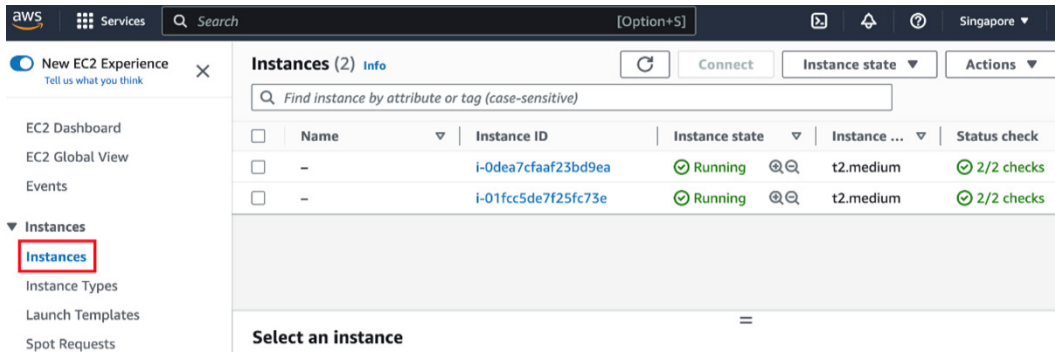 aws Services Search [Option+S] Singapore
New EC2 Experience
Tell us what you think
EC2 Dashboard
EC2 Global View
Events
Instances
Instances
Instance Types
Launch Templates
Spot Requests
Instances (2) Info Connect Instance state Actions
Find instance by attribute or tag (case-sensitive)
Name Instance ID Instance state Instance ... Status check
– i-0dea7cfaaf23bd9ea Running t2.medium 2/2 checks
– i-01fcc5de7f25fc73e Running t2.medium 2/2 checks
Select an instance